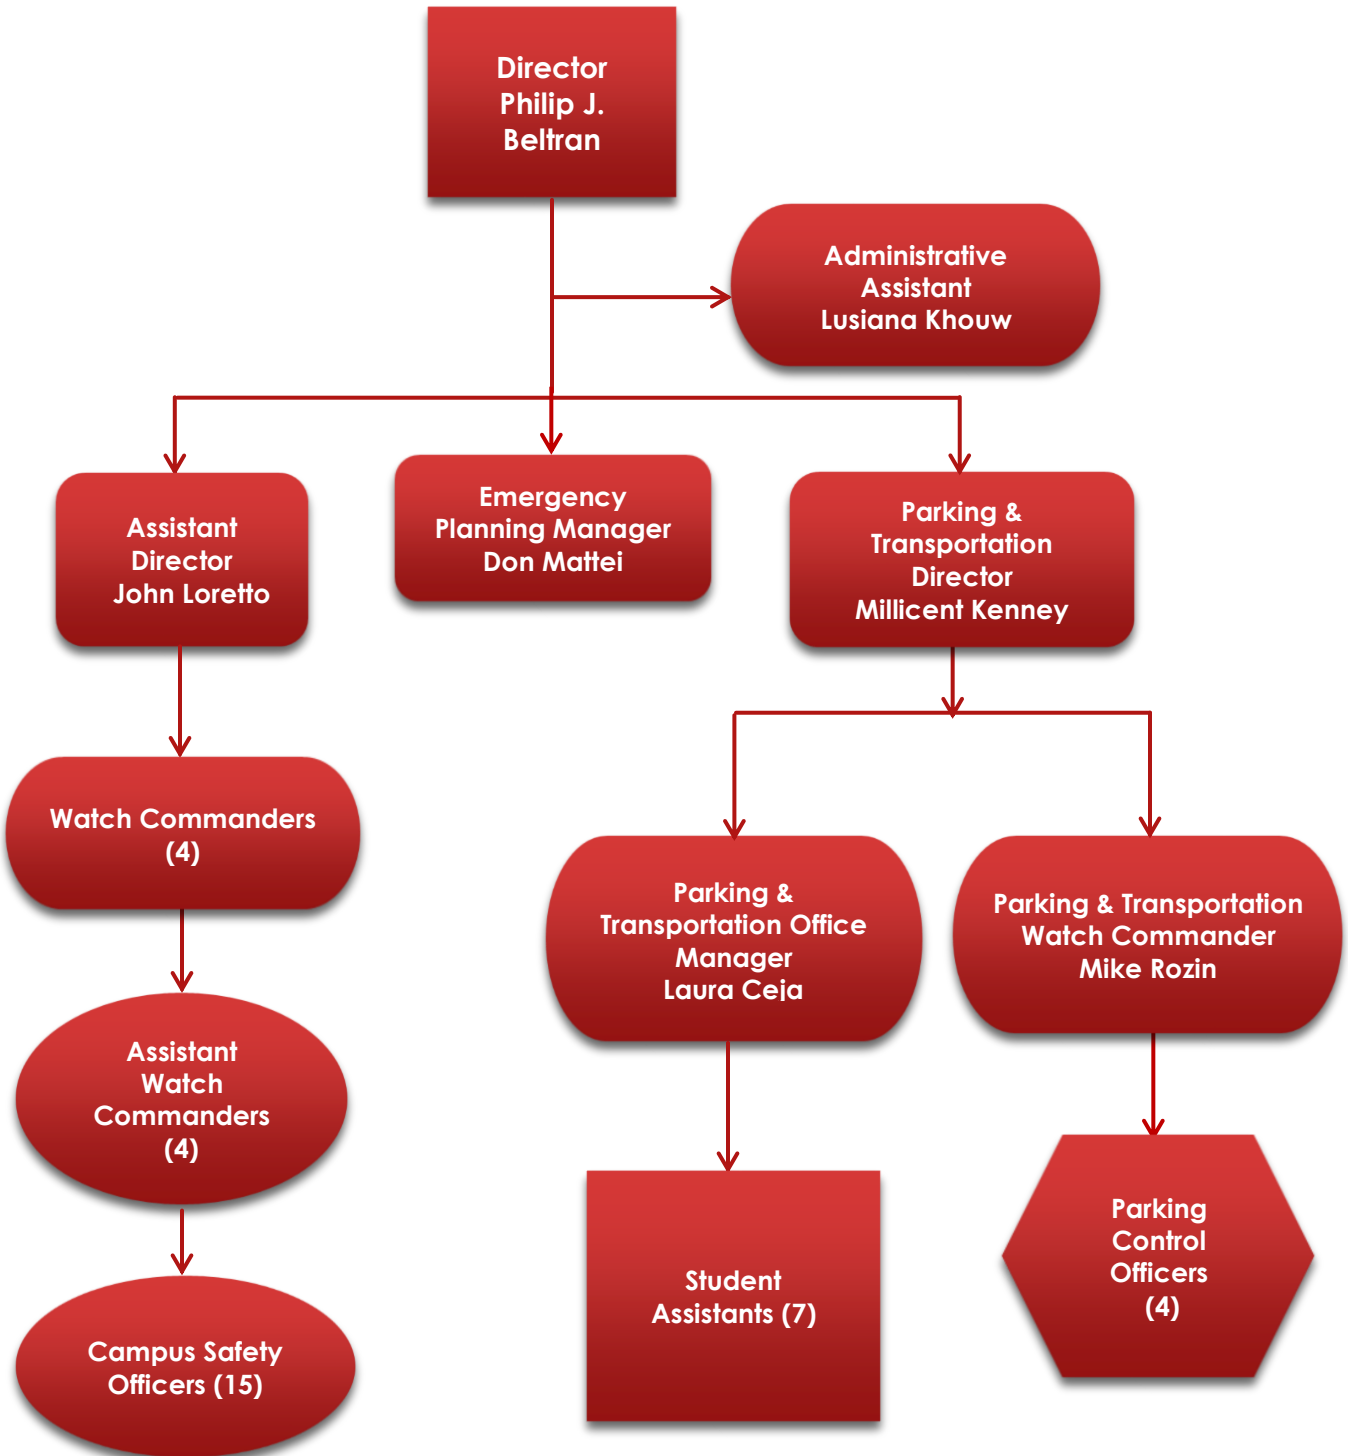 Director
Philip J.
Beltran
Administrative
Assistant
Lusiana Khouw
Assistant
Director
John Loretto
Emergency
Planning Manager
Don Mattei
Parking &
Transportation
Director
Millicent Kenney
Watch Commanders
(4)
Parking &
Transportation Office
Manager
Laura Ceja
Parking & Transportation
Watch Commander
Mike Rozin
Assistant
Watch
Commanders
(4)
Student
Assistants (7)
Parking
Control
Officers
(4)
Campus Safety
Officers (15)